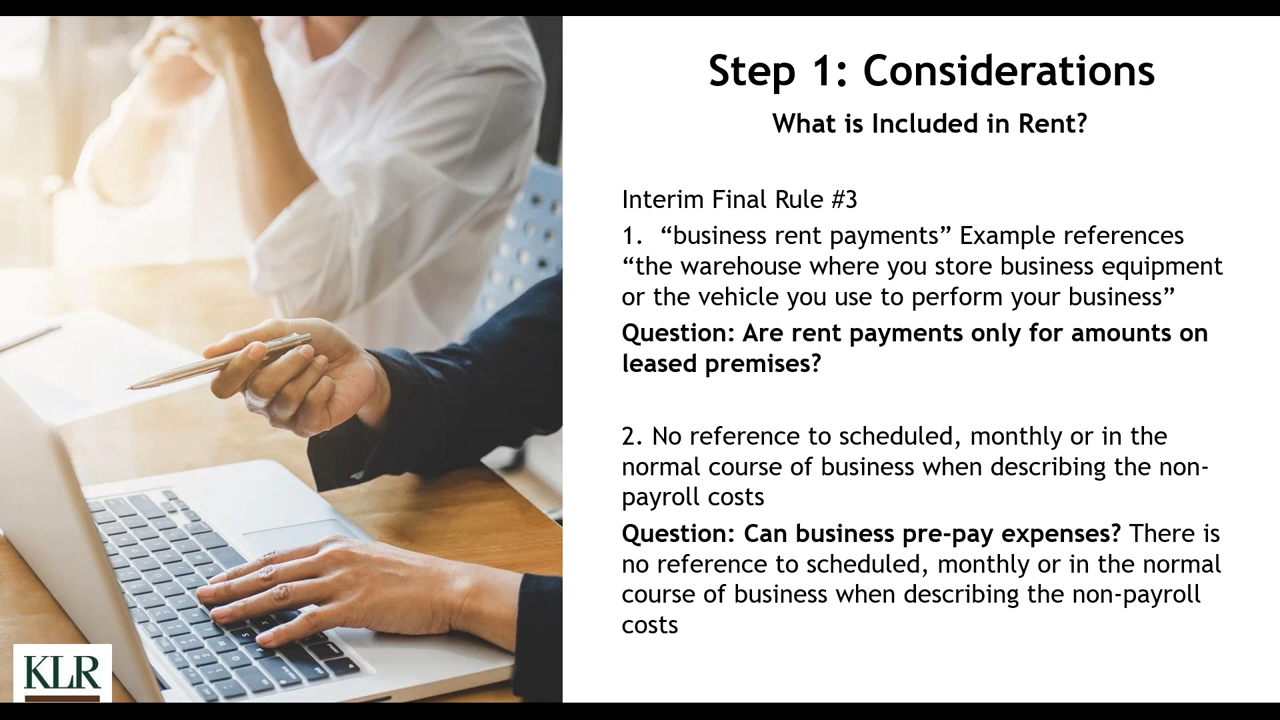 Step 1: Considerations
What is Included in Rent?
Interim Final Rule #3
1.  “business rent payments” Example references
“the warehouse where you store business equipment
or the vehicle you use to perform your business”
Question: Are rent payments only for amounts on
leased premises?
2. No reference to scheduled, monthly or in the
normal course of business when describing the non-
payroll costs
Question: Can business pre-pay expenses? There is
no reference to scheduled, monthly or in the normal
course of business when describing the non-payroll
costs
KLR